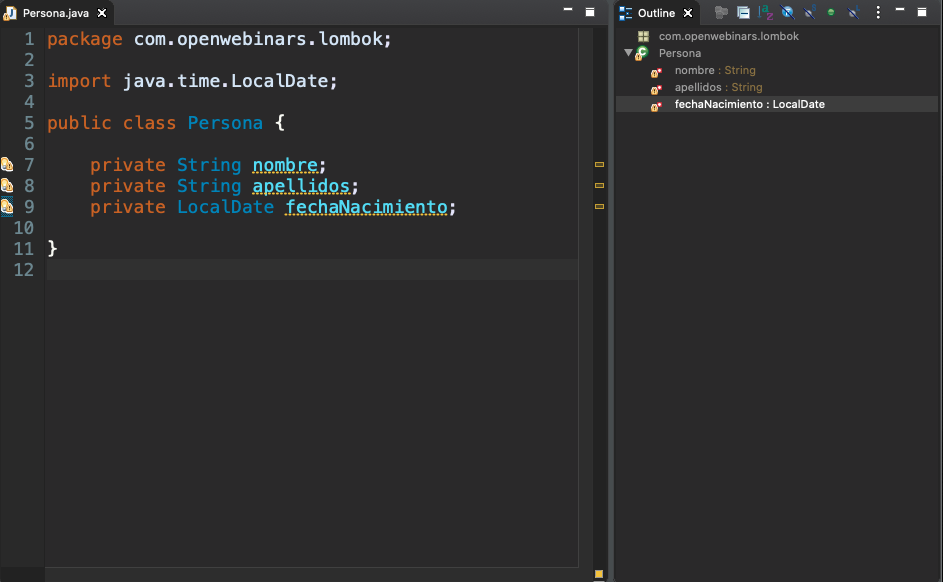 Persona.java
1 package com.openwebinars.lombok;
2
3 import java.time.LocalDate;
4
5 public class Persona {
6
7     private String nombre;
8     private String apellidos;
9     private LocalDate fechaNacimiento;
10
11 }
12
Outline
com.openwebinars.lombok
Persona
nombre : String
apellidos : String
fechaNacimiento : LocalDate